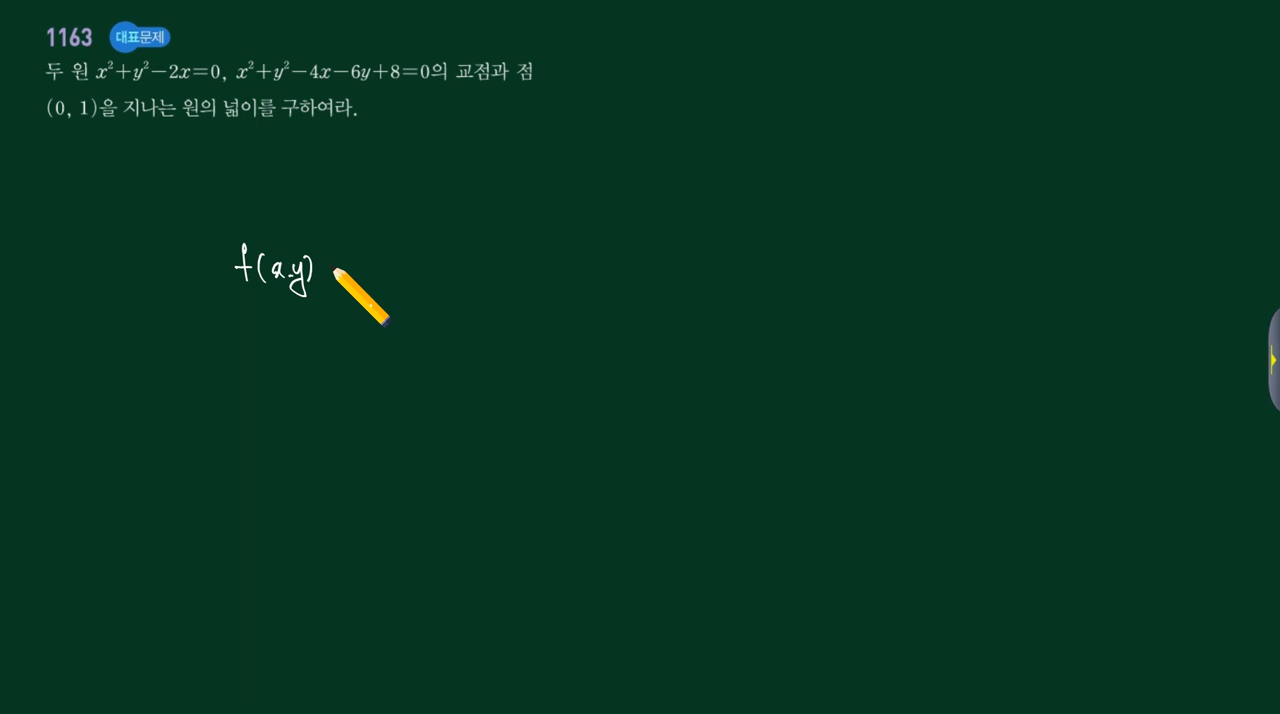 1163 대표문제
두 원 x²+y²-2x=0, x²+y²-4x-6y+8=0의 교점과 점
(0, 1)을 지나는 원의 넓이를 구하여라.
f(x,y)